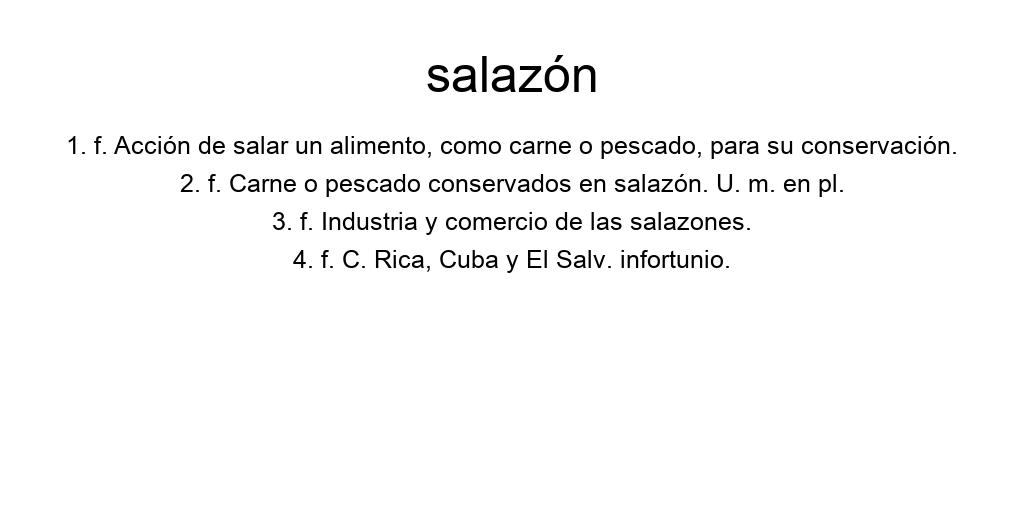 salazón
1. f. Acción de salar un alimento, como carne o pescado, para su conservación.
2. f. Carne o pescado conservados en salazón. U. m. en pl.
3. f. Industria y comercio de las salazones.
4. f. C. Rica, Cuba y El Salv. infortunio.